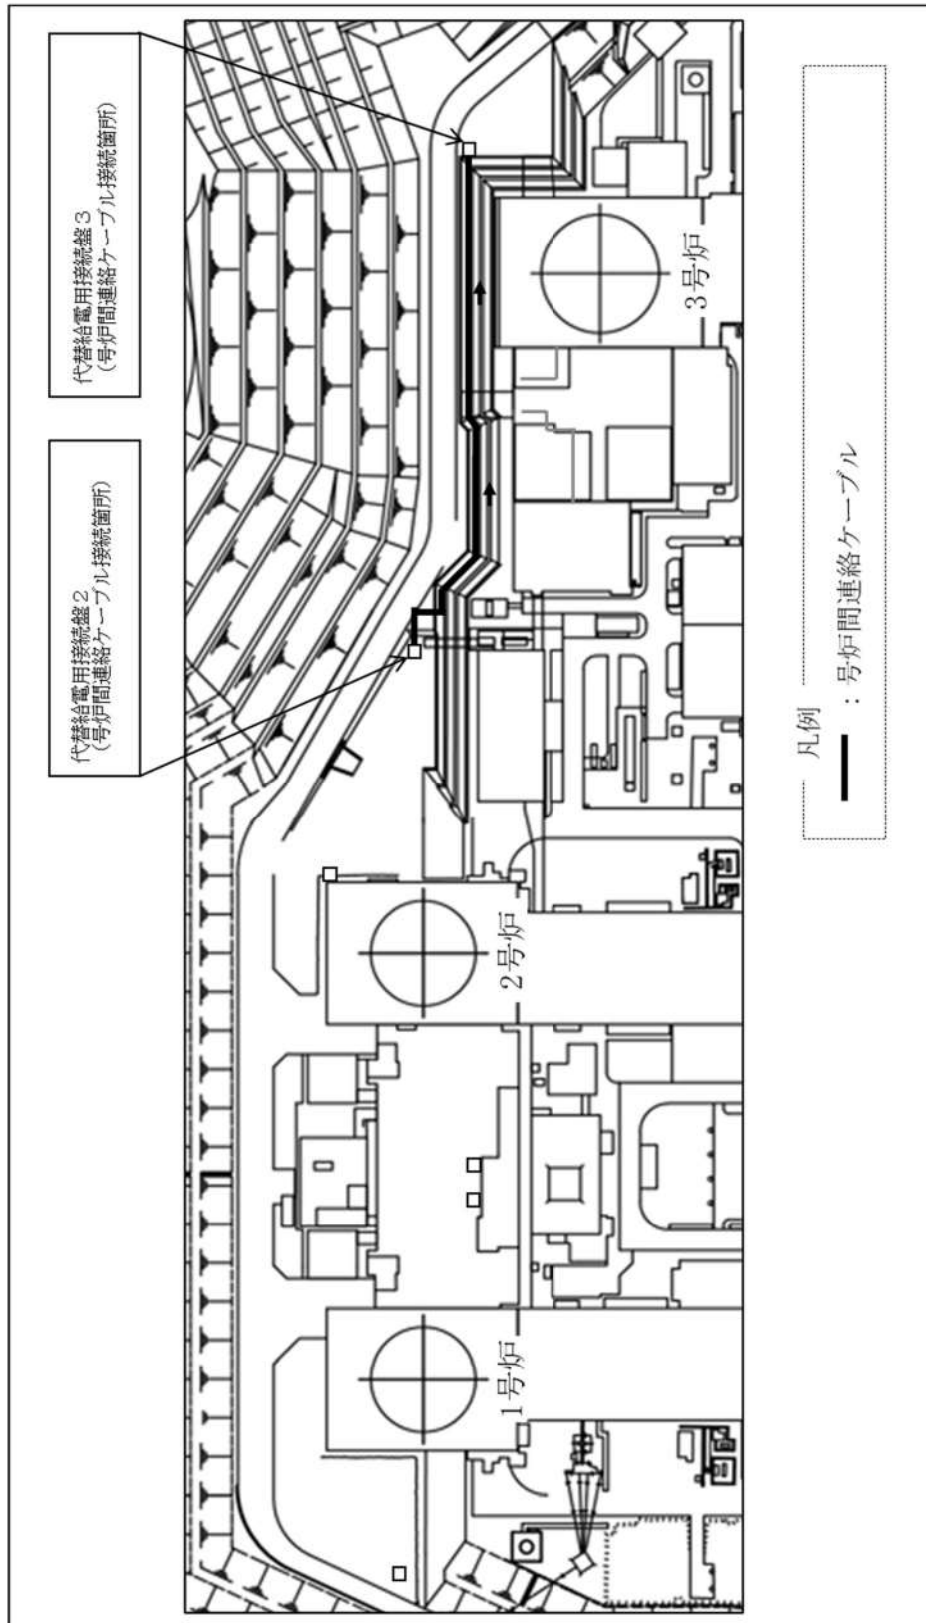 代替給電用接続盤2
(号炉間連絡ケーブル接続箇所)
代替給電用接続盤3
(号炉間連絡ケーブル接続箇所)
1号炉
2号炉
3号炉
凡例
:号炉間連絡ケーブル